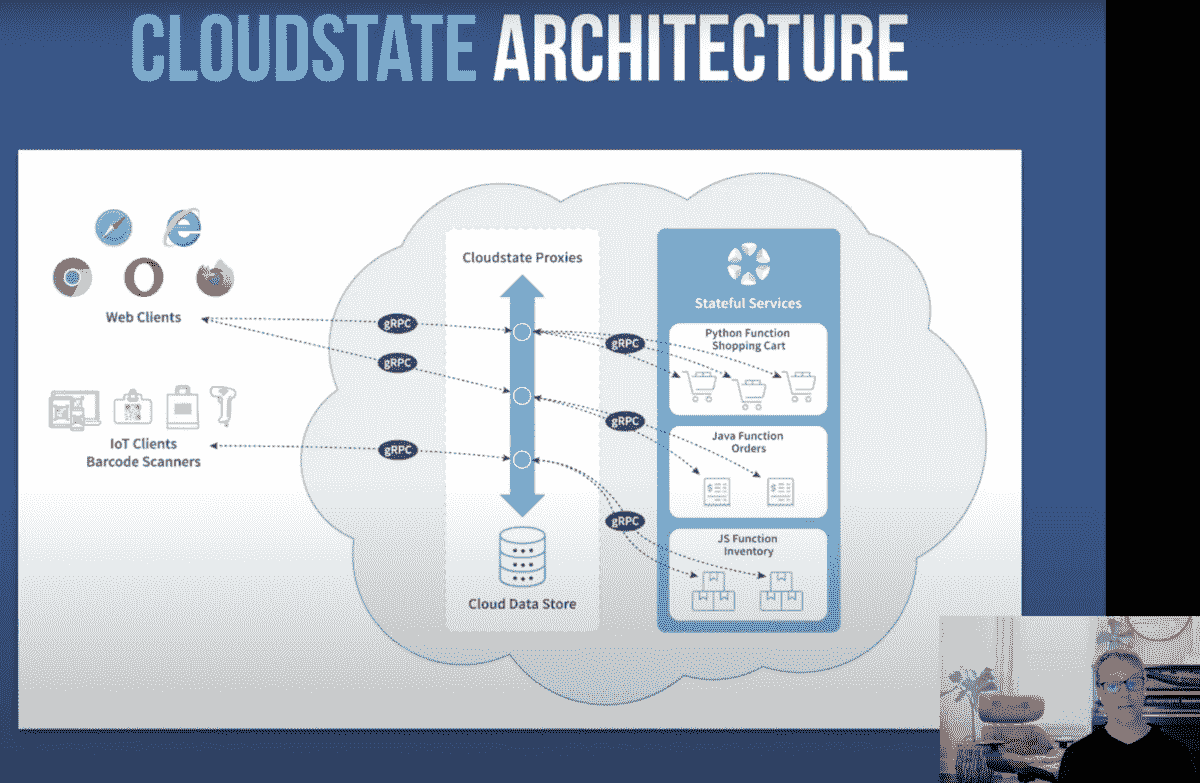 CLOUDSTATE ARCHITECTURE
Cloudstate Proxies
Stateful Services
Web Clients
gRPC
gRPC
gRPC
Python Function
Shopping Cart
IoT Clients
Barcode Scanners
gRPC
gRPC
Java Function
Orders
gRPC
JS Function
Inventory
Cloud Data Store